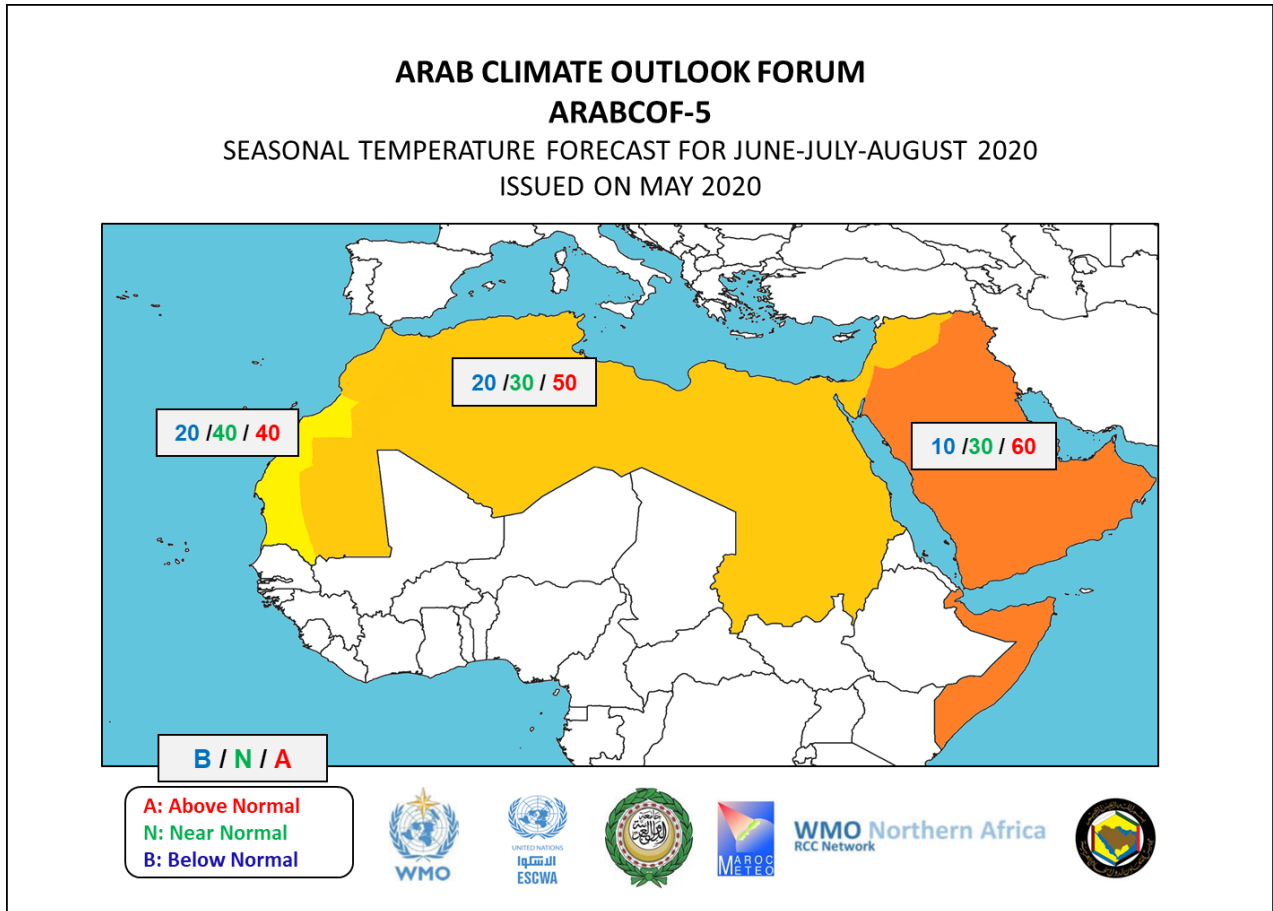 ARAB CLIMATE OUTLOOK FORUM
ARABCOF-5
SEASONAL TEMPERATURE FORECAST FOR JUNE-JULY-AUGUST 2020
ISSUED ON MAY 2020
20 /30 / 50
20 /40 / 40
10 /30 / 60
B / N / A
A: Above Normal
N: Near Normal
B: Below Normal
WMO
UNITED NATIONS
الاسكوا
ESCWA
MAROC
METEO
WMO Northern Africa
RCC Network